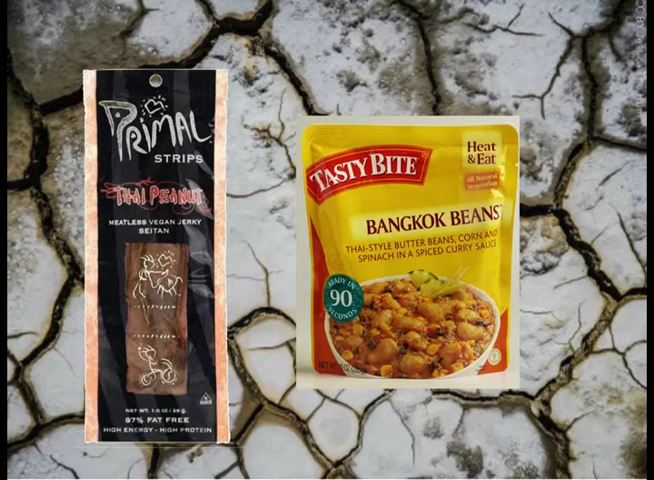 PRIMAL
STRIPS
THAI PEANUT
MEATLESS VEGAN JERKY
SEITAN
NET WT. 1.0 OZ / 28 g
97% FAT FREE
HIGH ENERGY - HIGH PROTEIN
TASTY BITE
Heat
& Eat
All Natural
Vegetarian
BANGKOK BEANS
THAI-STYLE BUTTER BEANS, CORN AND
SPINACH IN A SPICED CURRY SAUCE
READY IN
90
SECONDS